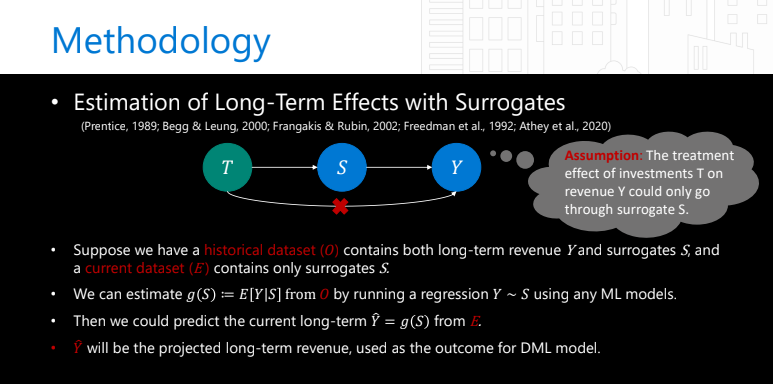 Methodology
• Estimation of Long-Term Effects with Surrogates
(Prentice, 1989; Begg & Leung, 2000; Frangakis & Rubin, 2002; Freedman et al., 1992; Athey et al., 2020)
T
S
Y
Assumption: The treatment
effect of investments T on
revenue Y could only go
through surrogate S.
• Suppose we have a historical dataset (O) contains both long-term revenue Y and surrogates S, and
a current dataset (E) contains only surrogates S.
• We can estimate g(S) ≔ E[Y|S] from O by running a regression Y ~ S using any ML models.
• Then we could predict the current long-term Ŷ = g(S) from E.
• Ŷ will be the projected long-term revenue, used as the outcome for DML model.